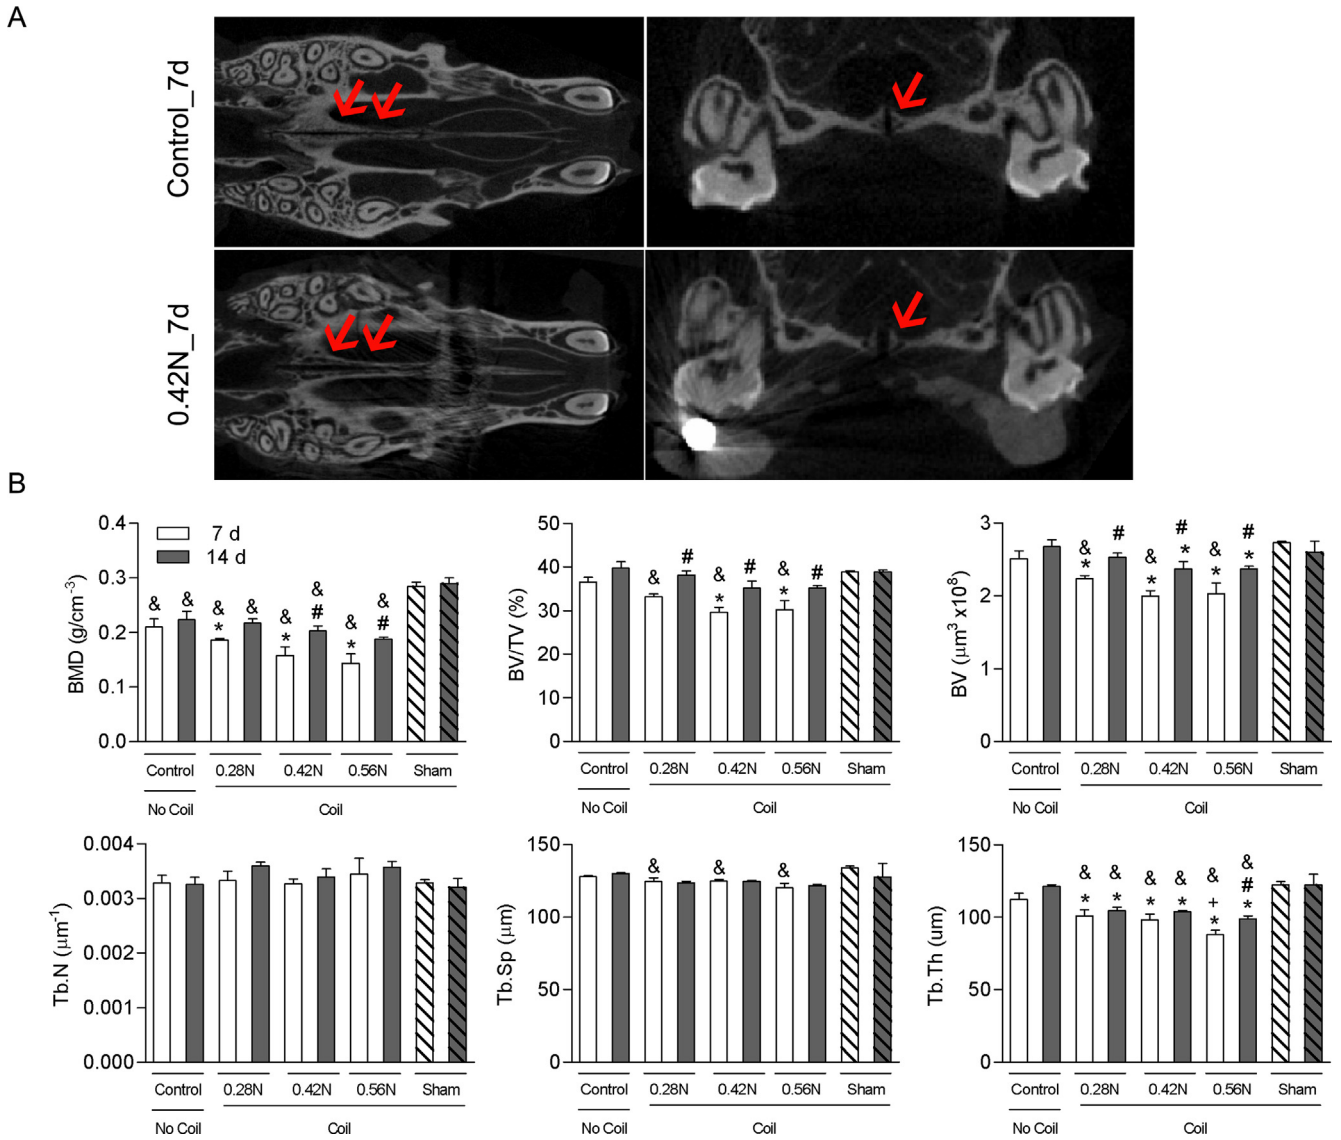 A
Control_7d
0.42N_7d
B
7 d
14 d
BMD (g/cm⁻³)
0.4
0.3
0.2
0.1
0.0
& & & & & & & &
* * # * #
Control 0.28N 0.42N 0.56N Sham
No Coil Coil
BV/TV (%)
50
40
30
20
10
0
& # & # & #
* *
Control 0.28N 0.42N 0.56N Sham
No Coil Coil
BV (µm³ x10⁸)
3
2
1
0
& # & # & #
* * * * *
Control 0.28N 0.42N 0.56N Sham
No Coil Coil
Tb.N (µm⁻¹)
0.004
0.003
0.002
0.001
0.000
Control 0.28N 0.42N 0.56N Sham
No Coil Coil
Tb.Sp (µm)
150
100
50
0
& & &
Control 0.28N 0.42N 0.56N Sham
No Coil Coil
Tb.Th (um)
150
100
50
0
& & & & & &
+ #
* * * * * *
Control 0.28N 0.42N 0.56N Sham
No Coil Coil